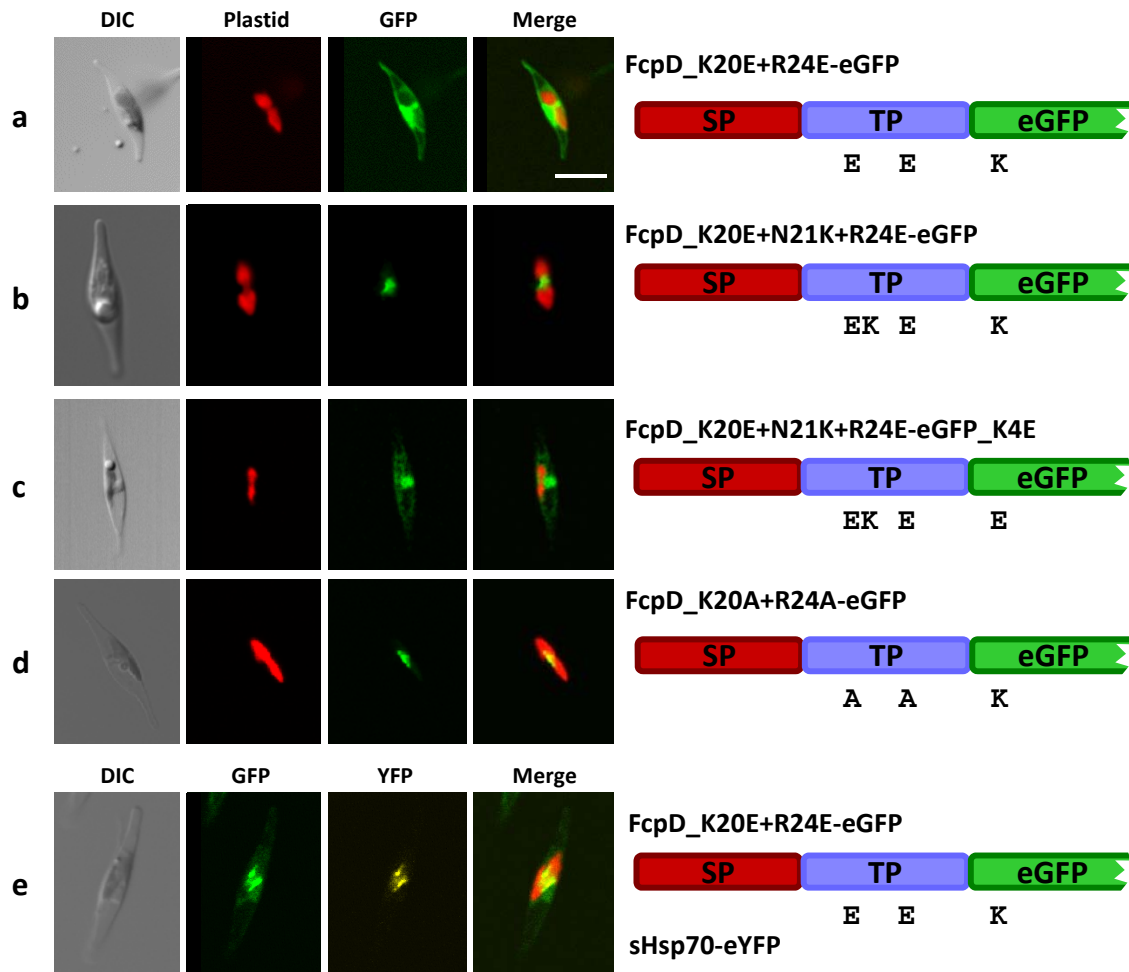 DIC Plastid GFP Merge
a
FcpD_K20E+R24E-eGFP
SP TP eGFP
E E K
b
FcpD_K20E+N21K+R24E-eGFP
SP TP eGFP
EK E K
c
FcpD_K20E+N21K+R24E-eGFP_K4E
SP TP eGFP
EK E E
d
FcpD_K20A+R24A-eGFP
SP TP eGFP
A A K
DIC GFP YFP Merge
e
FcpD_K20E+R24E-eGFP
SP TP eGFP
E E K
sHsp70-eYFP